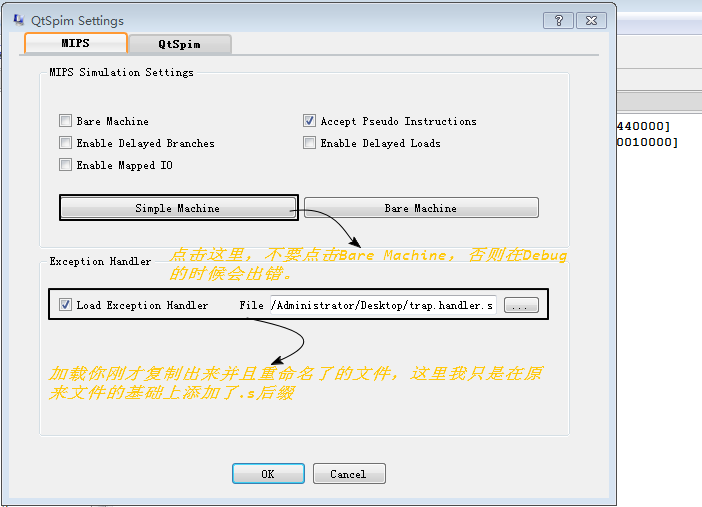 QtSpim Settings
MIPS
QtSpim
MIPS Simulation Settings
Bare Machine
Accept Pseudo Instructions
440000]
Enable Delayed Branches
Enable Delayed Loads
0010000]
Enable Mapped IO
Simple Machine
Bare Machine
点击这里，不要点击Bare Machine，否则在Debug
的时候会出错。
Exception Handler
Load Exception Handler
File
/Administrator/Desktop/trap.handler.s
...
加载你刚才复制出来并且重命名了的文件，这里我只是在原
来文件的基础上添加了.s后缀
OK
Cancel